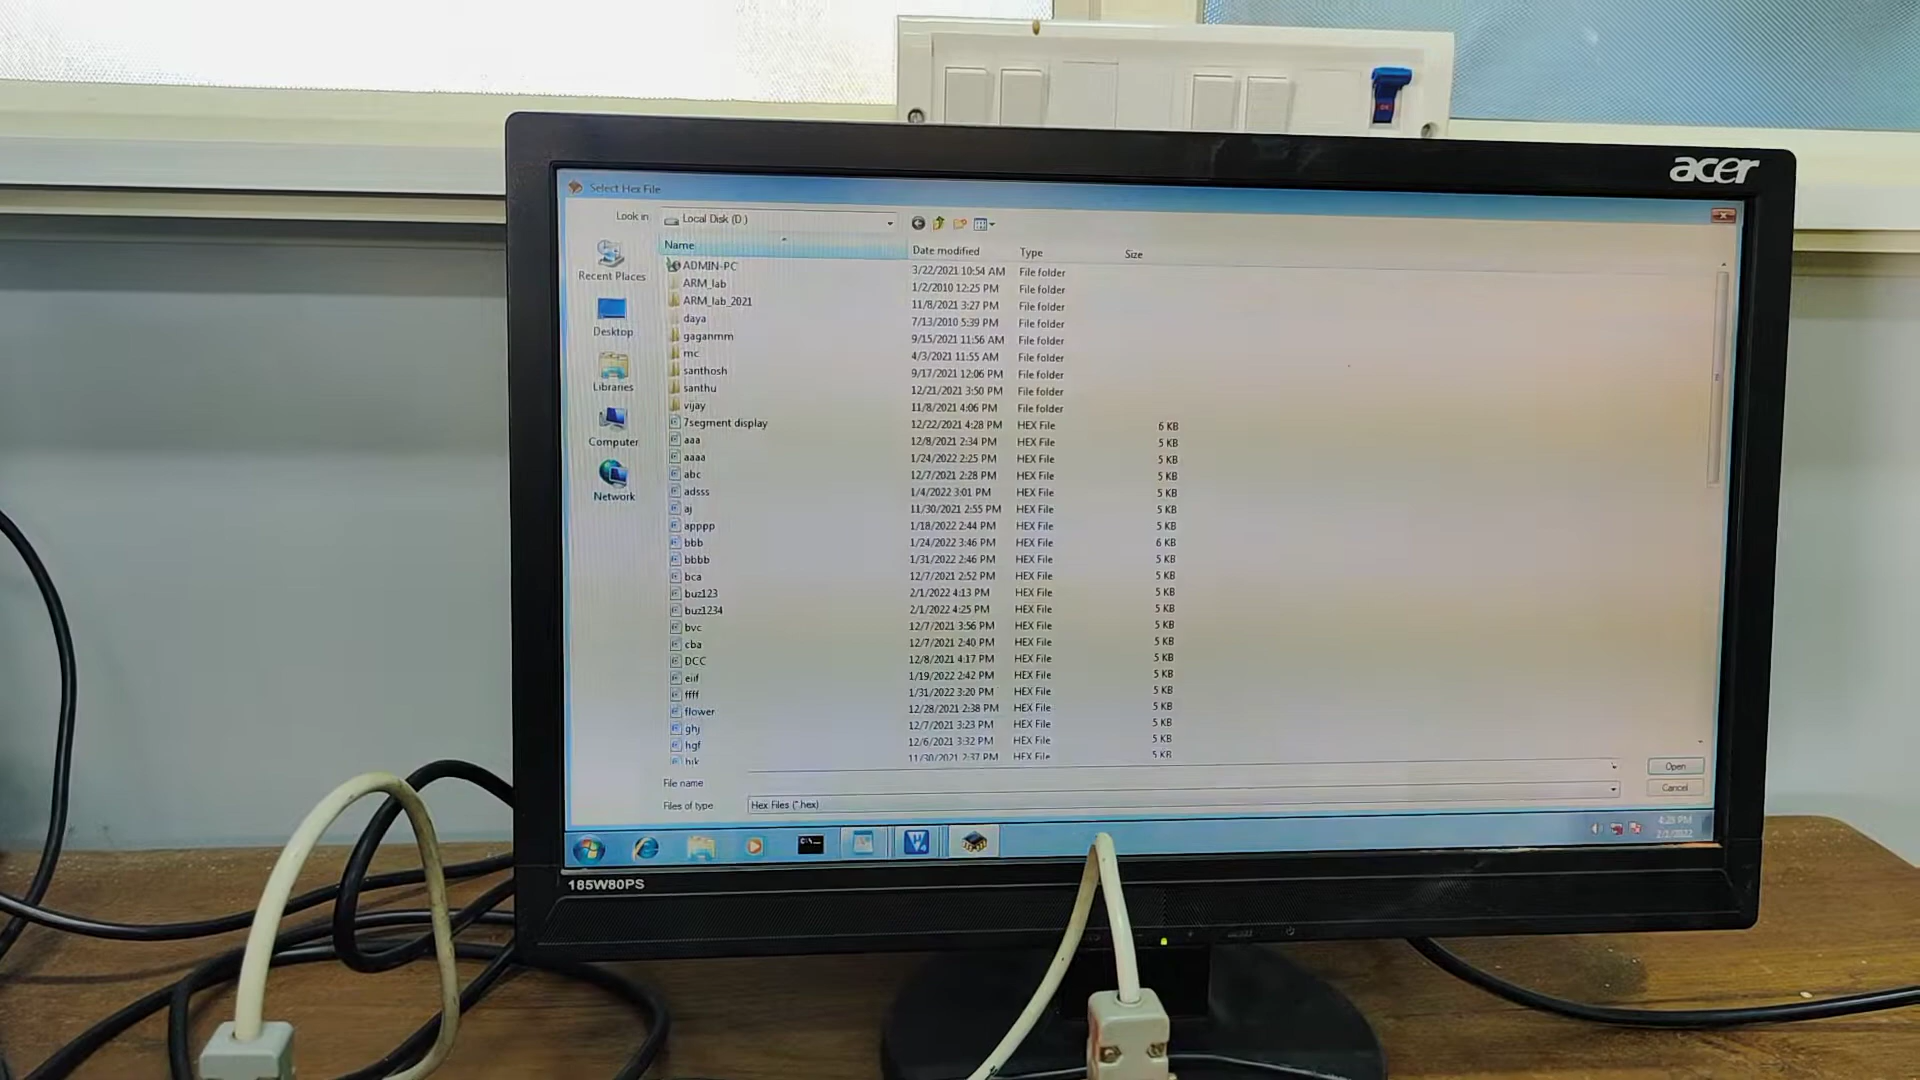 acer
Select Hex File
Look in
Local Disk (D:)
Name Date modified Type Size
ADMIN-PC 3/22/2021 10:54 AM File folder
ARM_lab 1/2/2010 12:25 PM File folder
ARM_lab_2021 11/8/2021 3:27 PM File folder
daya 7/13/2010 5:39 PM File folder
gaganmm 9/15/2021 11:56 AM File folder
mc 4/3/2021 11:55 AM File folder
santhosh 9/17/2021 12:06 PM File folder
santhu 12/21/2021 3:50 PM File folder
vijay 11/8/2021 4:06 PM File folder
7segment display 12/22/2021 4:28 PM HEX File 6 KB
aaa 12/8/2021 2:34 PM HEX File 5 KB
aaaa 1/24/2022 2:25 PM HEX File 5 KB
abc 12/7/2021 2:28 PM HEX File 5 KB
adsss 1/4/2022 3:01 PM HEX File 5 KB
aj 11/30/2021 2:55 PM HEX File 5 KB
apppp 1/18/2022 2:44 PM HEX File 5 KB
bbb 1/24/2022 3:46 PM HEX File 6 KB
bbbb 1/31/2022 2:46 PM HEX File 5 KB
bca 12/7/2021 2:52 PM HEX File 5 KB
buz123 2/1/2022 4:13 PM HEX File 5 KB
buz1234 2/1/2022 4:25 PM HEX File 5 KB
bvc 12/7/2021 3:56 PM HEX File 5 KB
cba 12/7/2021 2:40 PM HEX File 5 KB
DCC 12/8/2021 4:17 PM HEX File 5 KB
eiif 1/19/2022 2:42 PM HEX File 5 KB
ffff 1/31/2022 3:20 PM HEX File 5 KB
flower 12/28/2021 2:38 PM HEX File 5 KB
ghj 12/7/2021 3:23 PM HEX File 5 KB
hgf 12/6/2021 3:32 PM HEX File 5 KB
11/30/2021 2:37 PM HEX File 5 KB
Recent Places
Desktop
Libraries
Computer
Network
File name
Open
Files of type
Hex Files (*.hex)
Cancel
2/2/2022
185W80PS